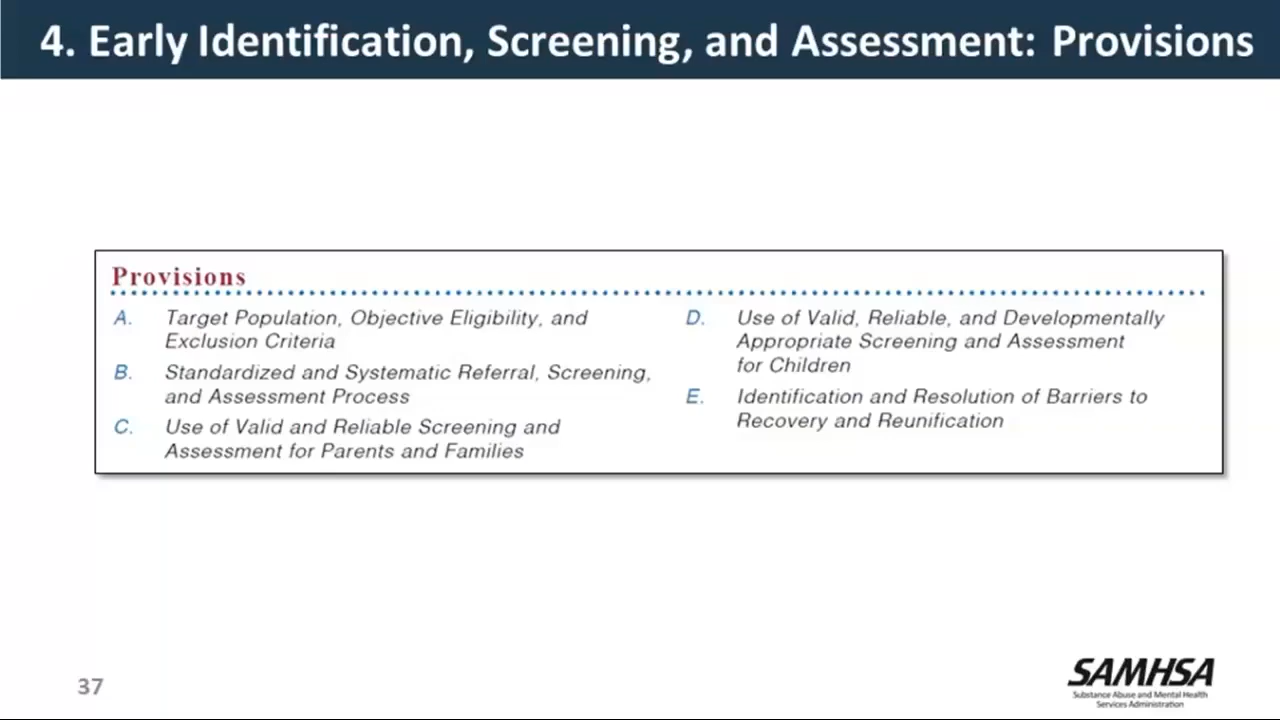 4. Early Identification, Screening, and Assessment: Provisions
Provisions
A. Target Population, Objective Eligibility, and
Exclusion Criteria
B. Standardized and Systematic Referral, Screening,
and Assessment Process
C. Use of Valid and Reliable Screening and
Assessment for Parents and Families
D. Use of Valid, Reliable, and Developmentally
Appropriate Screening and Assessment
for Children
E. Identification and Resolution of Barriers to
Recovery and Reunification
37
SAMHSA
Substance Abuse and Mental Health
Services Administration